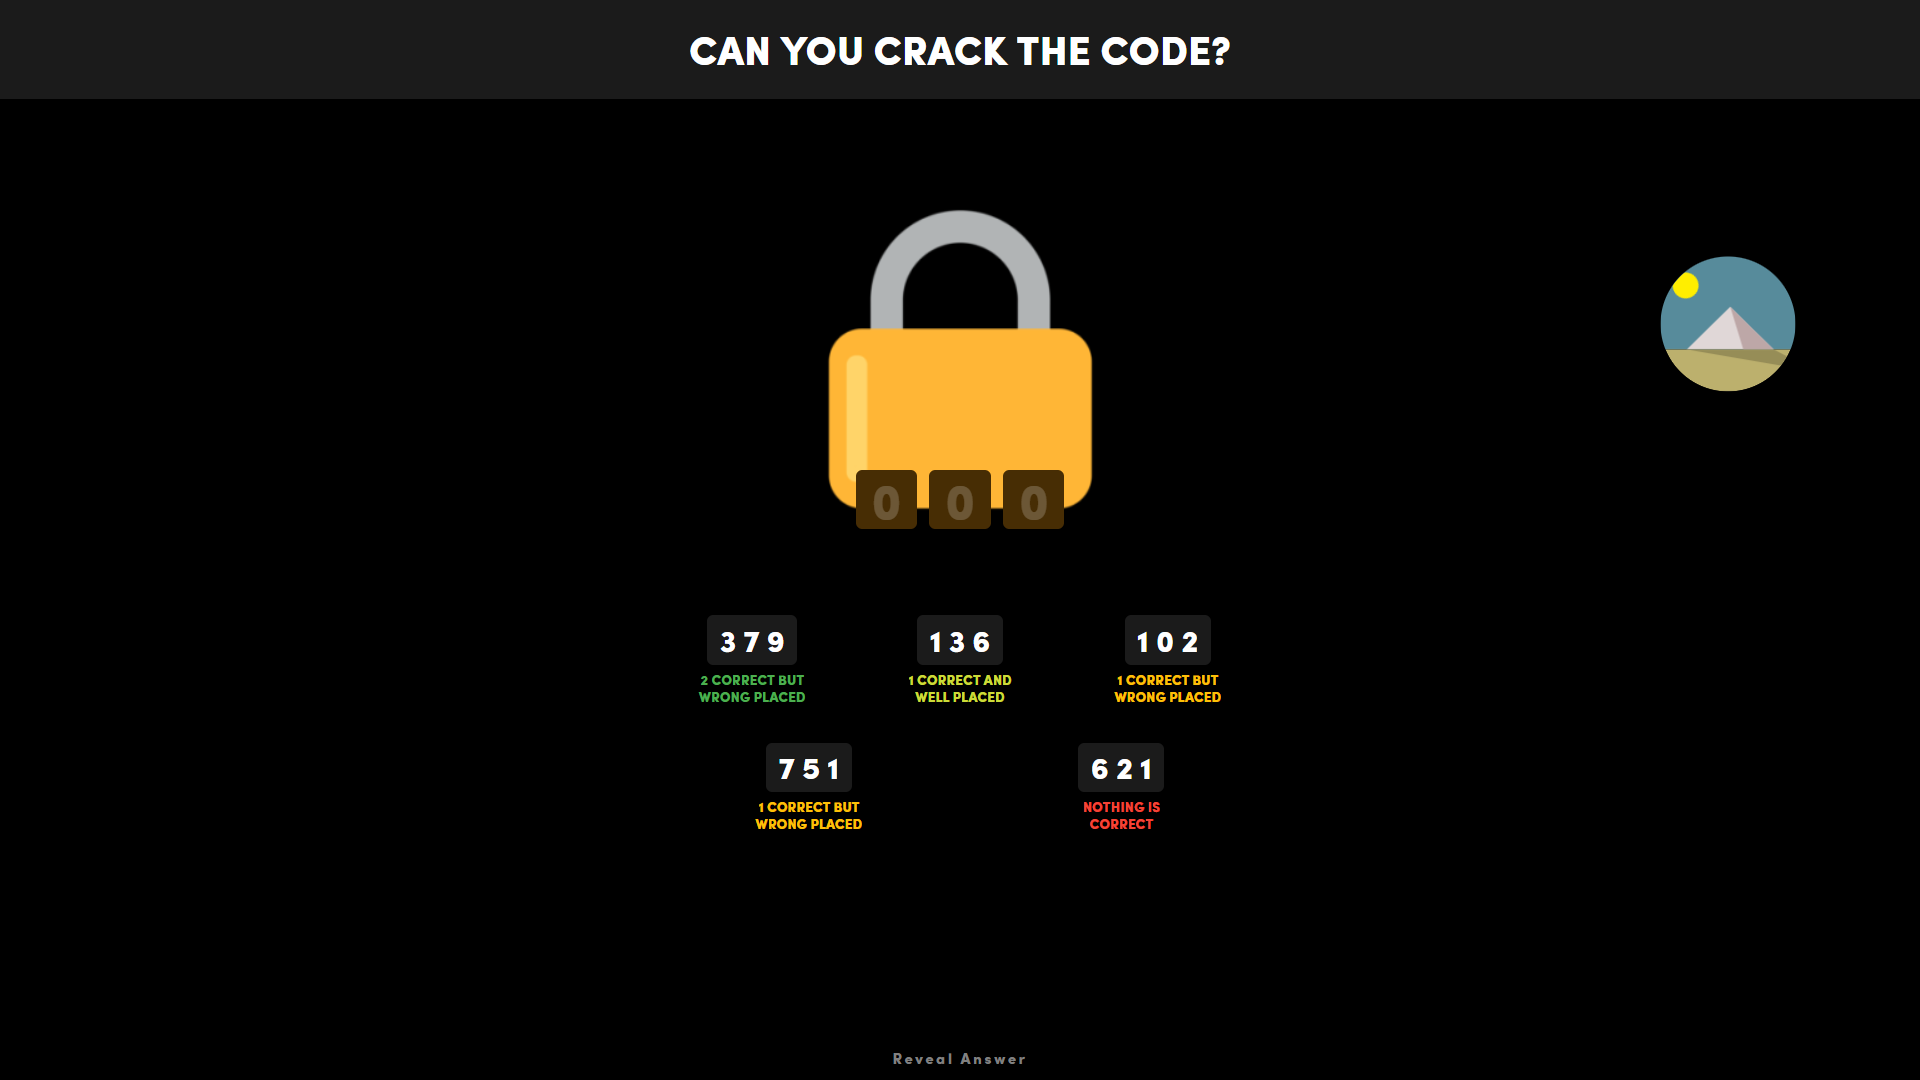 CAN YOU CRACK THE CODE?
0 0 0
3 7 9
2 CORRECT BUT
WRONG PLACED
1 3 6
1 CORRECT AND
WELL PLACED
1 0 2
1 CORRECT BUT
WRONG PLACED
7 5 1
1 CORRECT BUT
WRONG PLACED
6 2 1
NOTHING IS
CORRECT
Reveal Answer